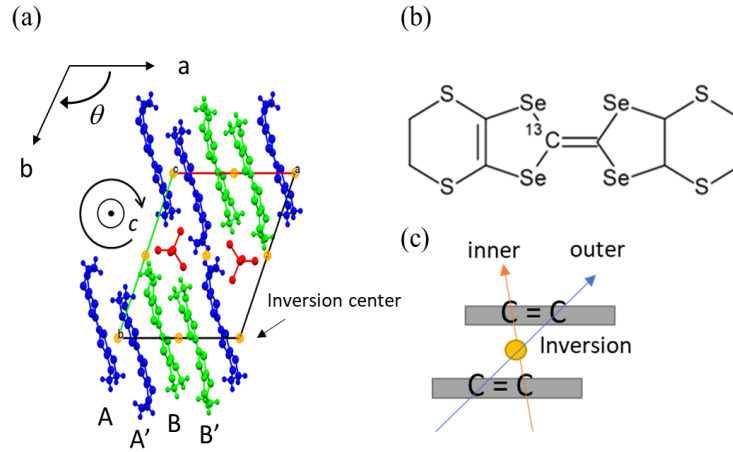 (a)
a
θ
b
c
c
a
b
Inversion center
A
A’
B
B’
(b)
S
Se
Se
S
13
C
S
Se
Se
S
(c)
inner
outer
C = C
Inversion
C = C